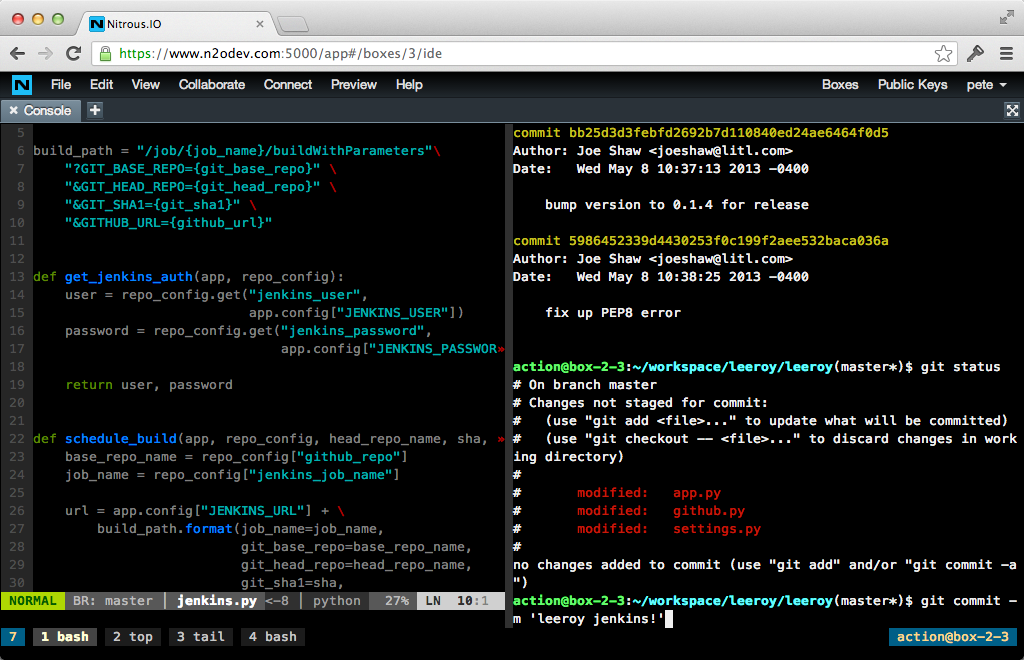 Nitrous.IO
https://www.n2odev.com:5000/app#/boxes/3/ide
N File Edit View Collaborate Connect Preview Help Boxes Public Keys pete
Console
5
6 build_path = "/job/{job_name}/buildWithParameters"\
7 "?GIT_BASE_REPO={git_base_repo}" \
8 "&GIT_HEAD_REPO={git_head_repo}" \
9 "&GIT_SHA1={git_sha1}" \
10 "&GITHUB_URL={github_url}"
11
12
13 def get_jenkins_auth(app, repo_config):
14 user = repo_config.get("jenkins_user",
15 app.config["JENKINS_USER"])
16 password = repo_config.get("jenkins_password",
17 app.config["JENKINS_PASSWOR»
18
19 return user, password
20
21
22 def schedule_build(app, repo_config, head_repo_name, sha, »
23 base_repo_name = repo_config["github_repo"]
24 job_name = repo_config["jenkins_job_name"]
25
26 url = app.config["JENKINS_URL"] + \
27 build_path.format(job_name=job_name,
28 git_base_repo=base_repo_name,
29 git_head_repo=head_repo_name,
30 git_sha1=sha,
NORMAL BR: master | jenkins.py <-8 | python 27% LN 10:1
commit bb25d3d3febfd2692b7d110840ed24ae6464f0d5
Author: Joe Shaw <joeshaw@litl.com>
Date: Wed May 8 10:37:13 2013 -0400
bump version to 0.1.4 for release
commit 5986452339d4430253f0c199f2aee532baca036a
Author: Joe Shaw <joeshaw@litl.com>
Date: Wed May 8 10:38:25 2013 -0400
fix up PEP8 error
action@box-2-3:~/workspace/leeroy/leeroy(master*)$ git status
# On branch master
# Changes not staged for commit:
# (use "git add <file>..." to update what will be committed)
# (use "git checkout -- <file>..." to discard changes in work
ing directory)
#
# modified: app.py
# modified: github.py
# modified: settings.py
#
no changes added to commit (use "git add" and/or "git commit -a
")
action@box-2-3:~/workspace/leeroy/leeroy(master*)$ git commit -
m 'leeroy jenkins!'
7 1 bash 2 top 3 tail 4 bash action@box-2-3